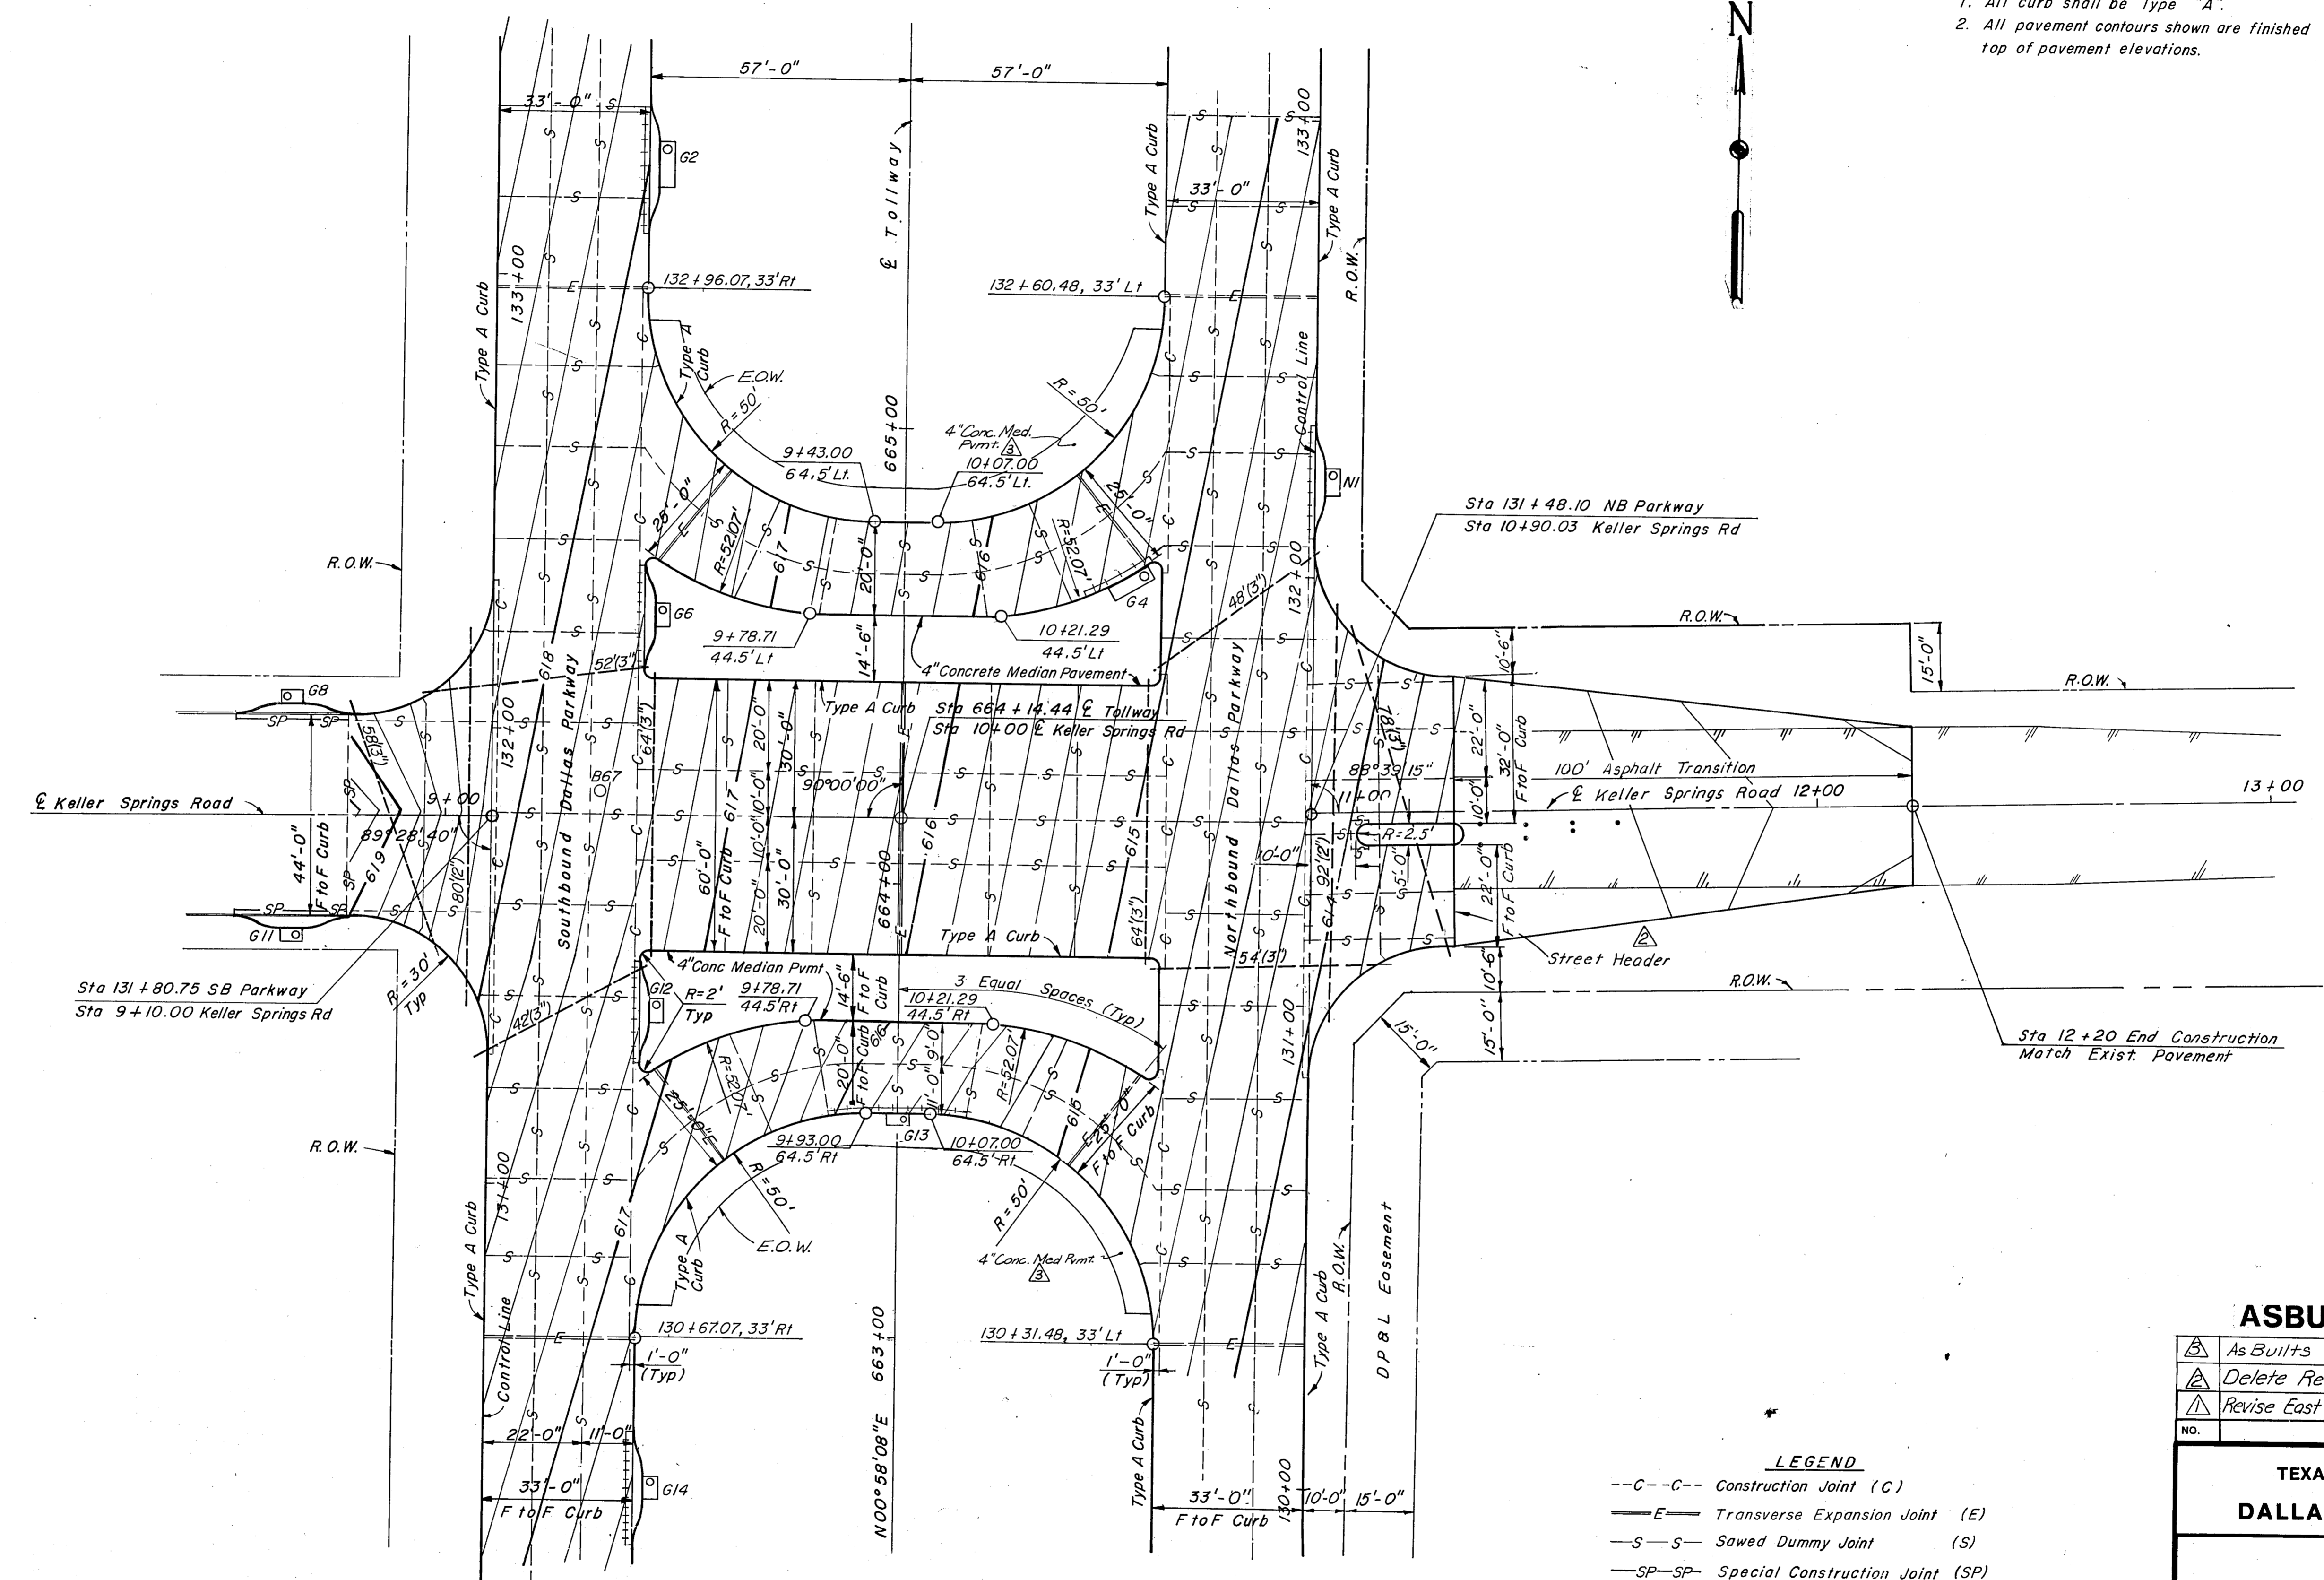 1. All curb shall be Type "A".
2. All pavement contours shown are finished
top of pavement elevations.
N
57'-0"
57'-0"
33'-0"
G2
℄ Tollway
Type A Curb
133+00
Type A Curb
33'-0"
R.O.W.
133+00
Type A Curb
132+96.07, 33' Rt
132+60.48, 33' Lt
Type A
Curb
E.O.W.
R=50'
R=50'
4" Conc. Med.
Pvmt. 3
Control Line
665+00
9+43.00
64.5' Lt.
10+07.00
64.5' Lt.
25'-0"
25'-0"
N1
Sta 131+48.10 NB Parkway
Sta 10+90.03 Keller Springs Rd
R.O.W.
R=52.07'
617
20'-0"
616
R=52.07'
G4
G6
48'(3")
132+00
R.O.W.
9+78.71
44.5' Lt
14'-6"
10+21.29
44.5' Lt
4" Concrete Median Pavement
52'(3")
618
10'-6"
15'-0"
R.O.W.
G8
Type A Curb
Sta 664+14.44 ℄ Tollway
Sta 10+00 ℄ Keller Springs Rd
58'(3")
132+00
Southbound Dallas Parkway
64'(3")
20'-0"
30'-0"
Northbound Dallas Parkway
78'(3")
22'-0"
32'-0"
F to F Curb
B67
90°00'00"
88°39'15"
100' Asphalt Transition
℄ Keller Springs Road
9+00
11+00
℄ Keller Springs Road 12+00
13+00
89°28'40"
10'-0"
10'-0"
10'-0"
R=2.5'
44'-0"
F to F Curb
619
80'(2")
60'-0"
F to F Curb
617
20'-0"
30'-0"
664+00
616
615
10'-0"
614
92'(2")
5'-0"
22'-0"
F to F Curb
G11
Type A Curb
64'(3")
54'(3")
2
Street Header
R=30'
Typ
Sta 131+80.75 SB Parkway
Sta 9+10.00 Keller Springs Rd
42'(3")
4" Conc Median Pvmt
G12
R=2'
Typ
9+78.71
44.5' Rt
14'-6"
F to F
Curb
3 Equal Spaces (Typ)
10+21.29
44.5' Rt
10'-6"
R.O.W.
131+00
15'-0"
15'-0"
Sta 12+20 End Construction
Match Exist. Pavement
R=52.07'
20'-0"
F to F Curb
616
9'-0"
11'-0"
R=52.07'
615
25'-0"
25'-0"
F to F Curb
R.O.W.
9+93.00
64.5' Rt
G13
10+07.00
64.5' Rt
131+00
R=50'
R=50'
617
Type A Curb
Type A
Curb
E.O.W.
4" Conc. Med Pvmt.
3
R.O.W.
DP&L Easement
Type A Curb
Control Line
130+67.07, 33' Rt
663+00
130+31.48, 33' Lt
1'-0"
(Typ)
1'-0"
(Typ)
22'-0"
11'-0"
G14
33'-0"
F to F Curb
N00°58'08"E
Type A Curb
33'-0"
F to F Curb
130+00
10'-0"
15'-0"
LEGEND
--C--C-- Construction Joint (C)
E Transverse Expansion Joint (E)
S—S Sawed Dummy Joint (S)
SP—SP Special Construction Joint (SP)
ASBU
3 As Builts
2 Delete Re
1 Revise East
NO.
TEXA
DALLA